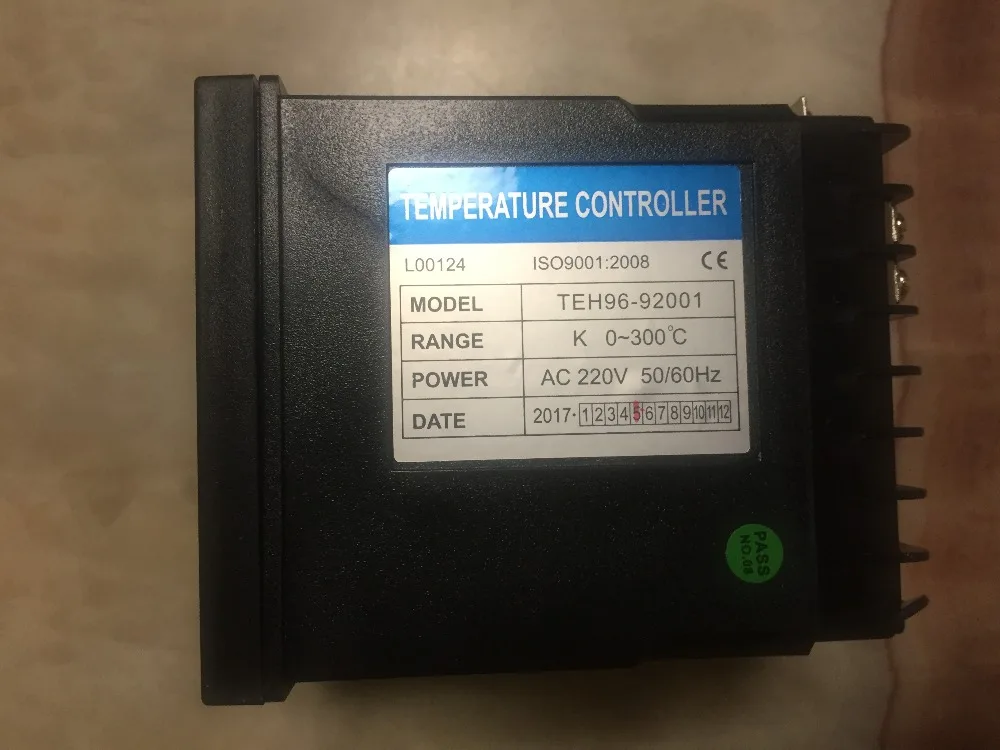 TEMPERATURE CONTROLLER
L00124 ISO9001:2008 CE
MODEL TEH96-92001
RANGE K 0~300℃
POWER AC 220V 50/60Hz
DATE 2017· 1 2 3 4 5 6 7 8 9 10 11 12
PASS
NO.08